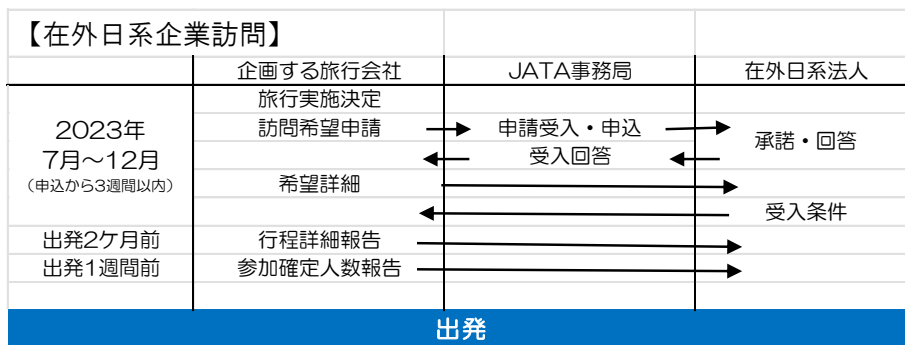 【在外日系企業訪問】
企画する旅行会社 JATA事務局 在外日系法人
旅行実施決定
2023年
7月～12月
（申込から3週間以内）
訪問希望申請 申請受入・申込
承諾・回答
受入回答
希望詳細
受入条件
出発2ケ月前 行程詳細報告
出発1週間前 参加確定人数報告
出発